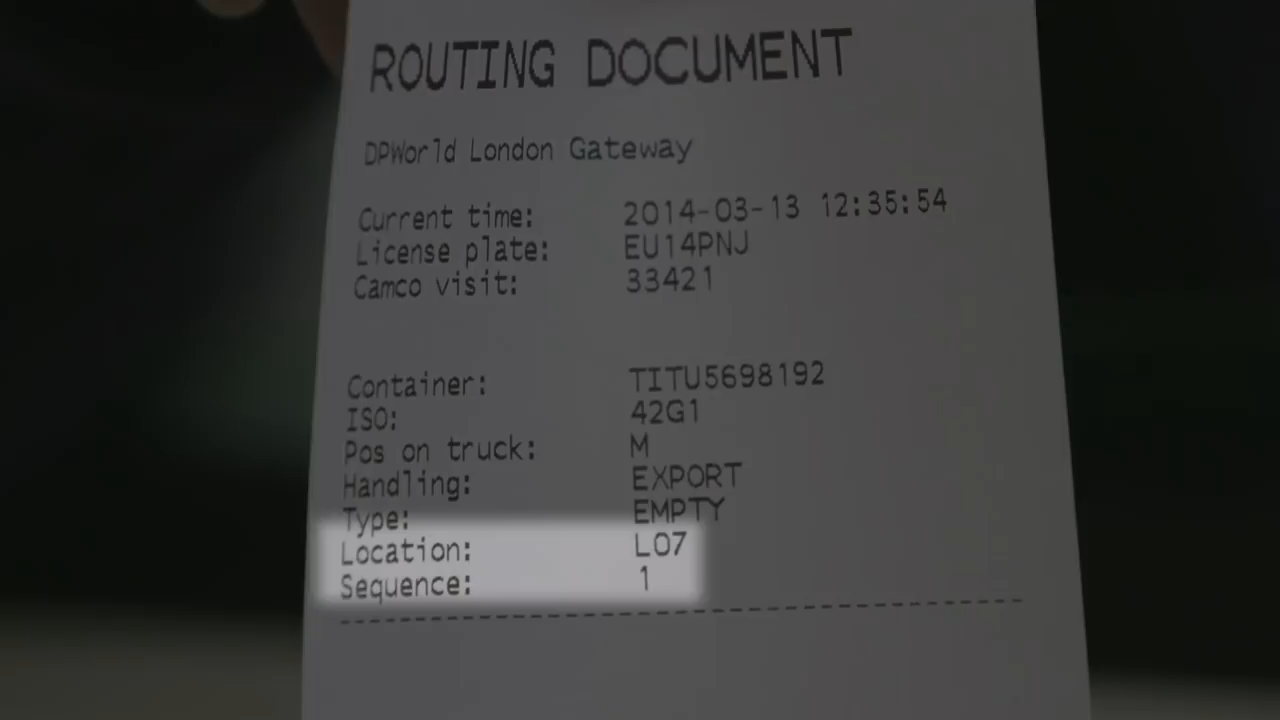 ROUTING DOCUMENT
DPWorld London Gateway
Current time: 2014-03-13 12:35:54
License plate: EU14PNJ
Camco visit: 33421
Container: TITU5698192
ISO: 42G1
Pos on truck: M
Handling: EXPORT
Type: EMPTY
Location: L07
Sequence: 1